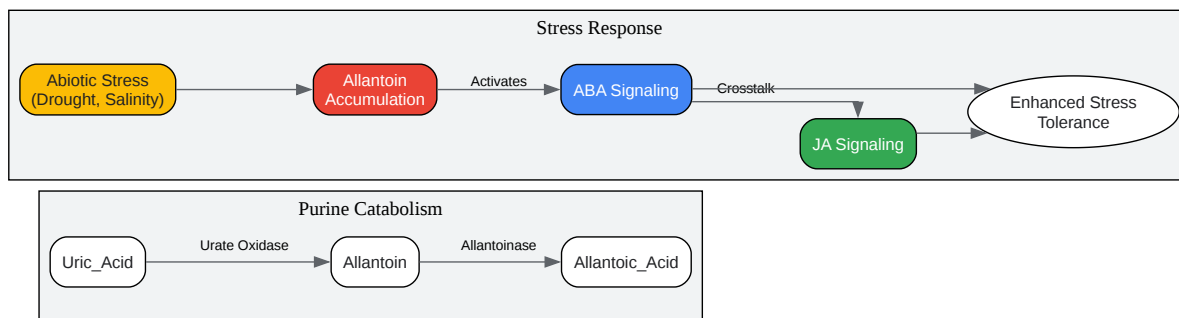 Stress Response
Abiotic Stress
(Drought, Salinity)
Allantoin
Accumulation
Activates
ABA Signaling
Crosstalk
JA Signaling
Enhanced Stress
Tolerance
Purine Catabolism
Uric_Acid
Urate Oxidase
Allantoin
Allantoinase
Allantoic_Acid